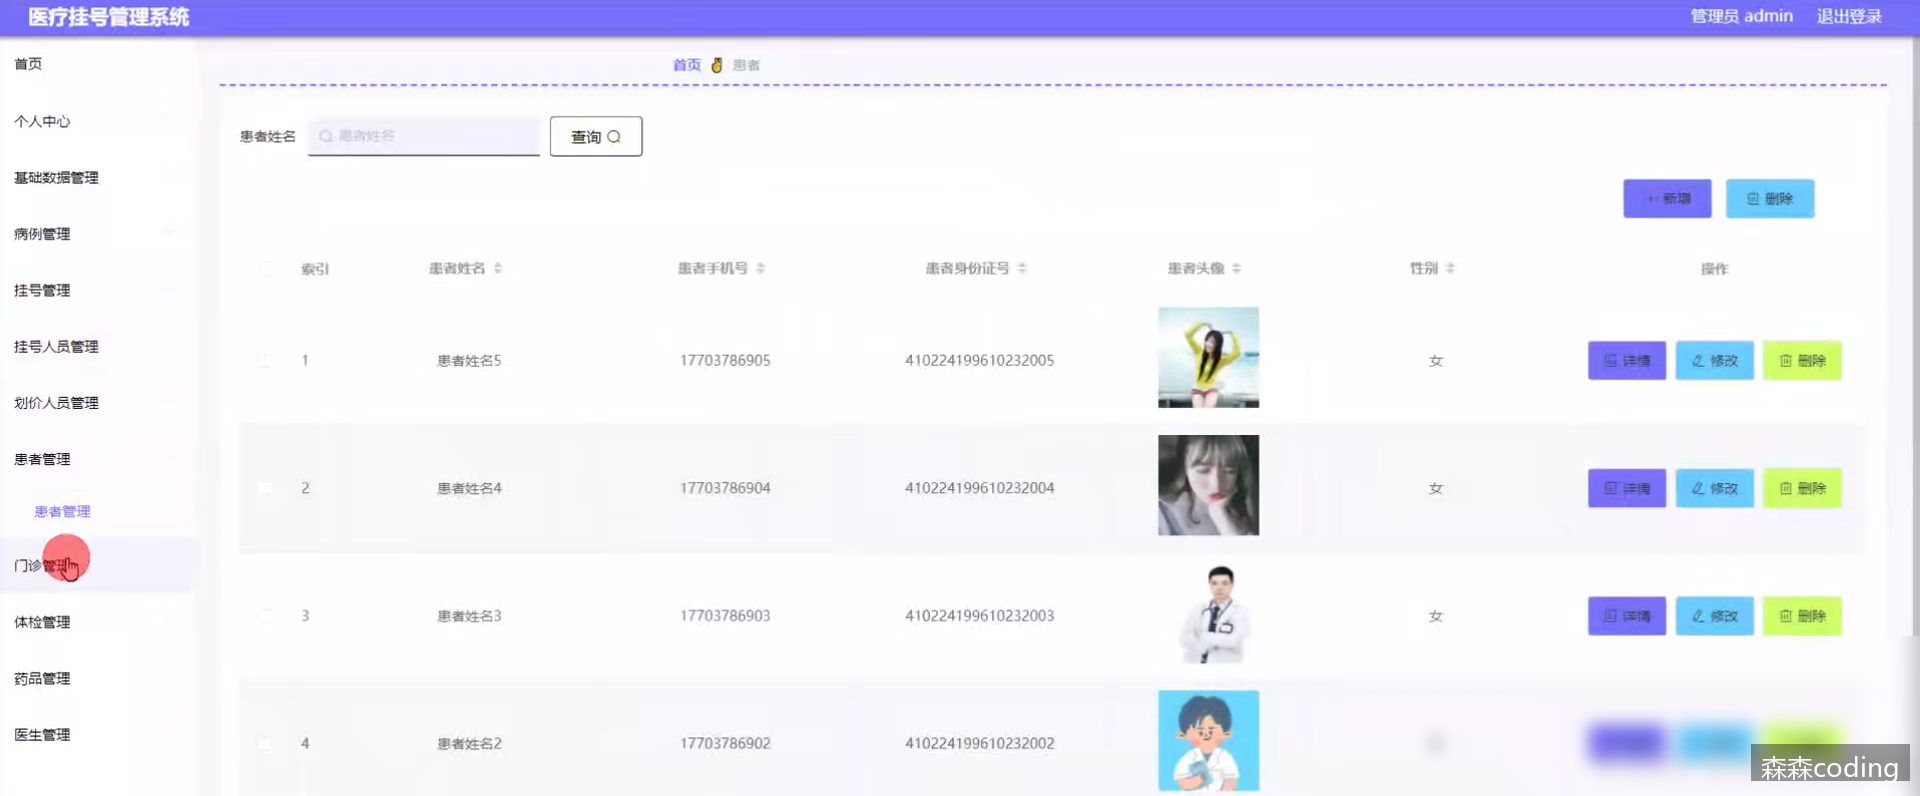 医疗挂号管理系统
管理员 admin 退出登录
首页
个人中心
基础数据管理
病例管理
挂号管理
挂号人员管理
划价人员管理
患者管理
患者管理
门诊管理
体检管理
药品管理
医生管理
首页 患者
患者姓名 患者姓名 查询
新增 删除
索引 患者姓名 患者手机号 患者身份证号 患者头像 性别 操作
1 患者姓名5 17703786905 410224199610232005 女 详情 修改 删除
2 患者姓名4 17703786904 410224199610232004 女 详情 修改 删除
3 患者姓名3 17703786903 410224199610232003 女 详情 修改 删除
4 患者姓名2 17703786902 410224199610232002
森森coding